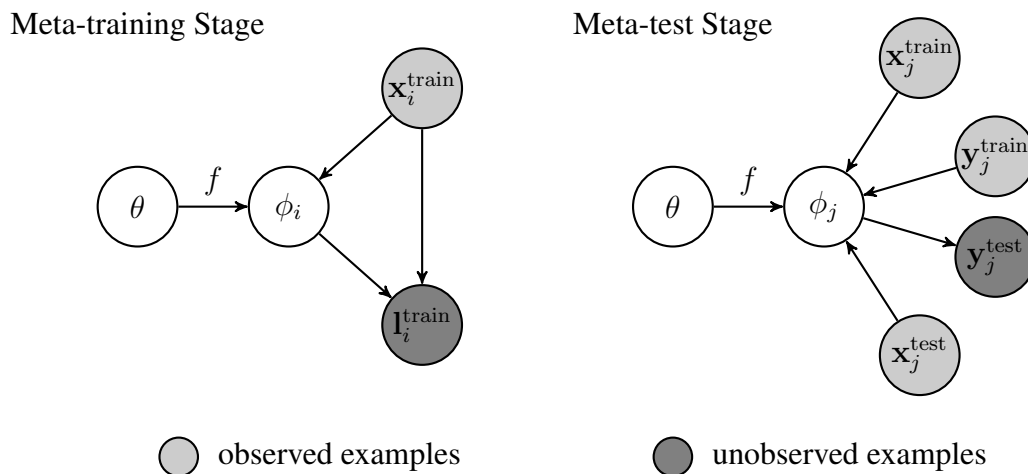 Meta-training Stage
x_i^train
θ
f
ϕ_i
l_i^train
Meta-test Stage
x_j^train
y_j^train
θ
f
ϕ_j
y_j^test
x_j^test
observed examples
unobserved examples